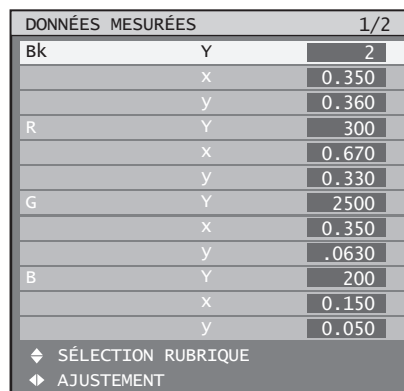 DONNÉES MESURÉES 1/2
Bk Y 2
x 0.350
y 0.360
R Y 300
x 0.670
y 0.330
G Y 2500
x 0.350
y .0630
B Y 200
x 0.150
y 0.050
SÉLECTION RUBRIQUE
AJUSTEMENT